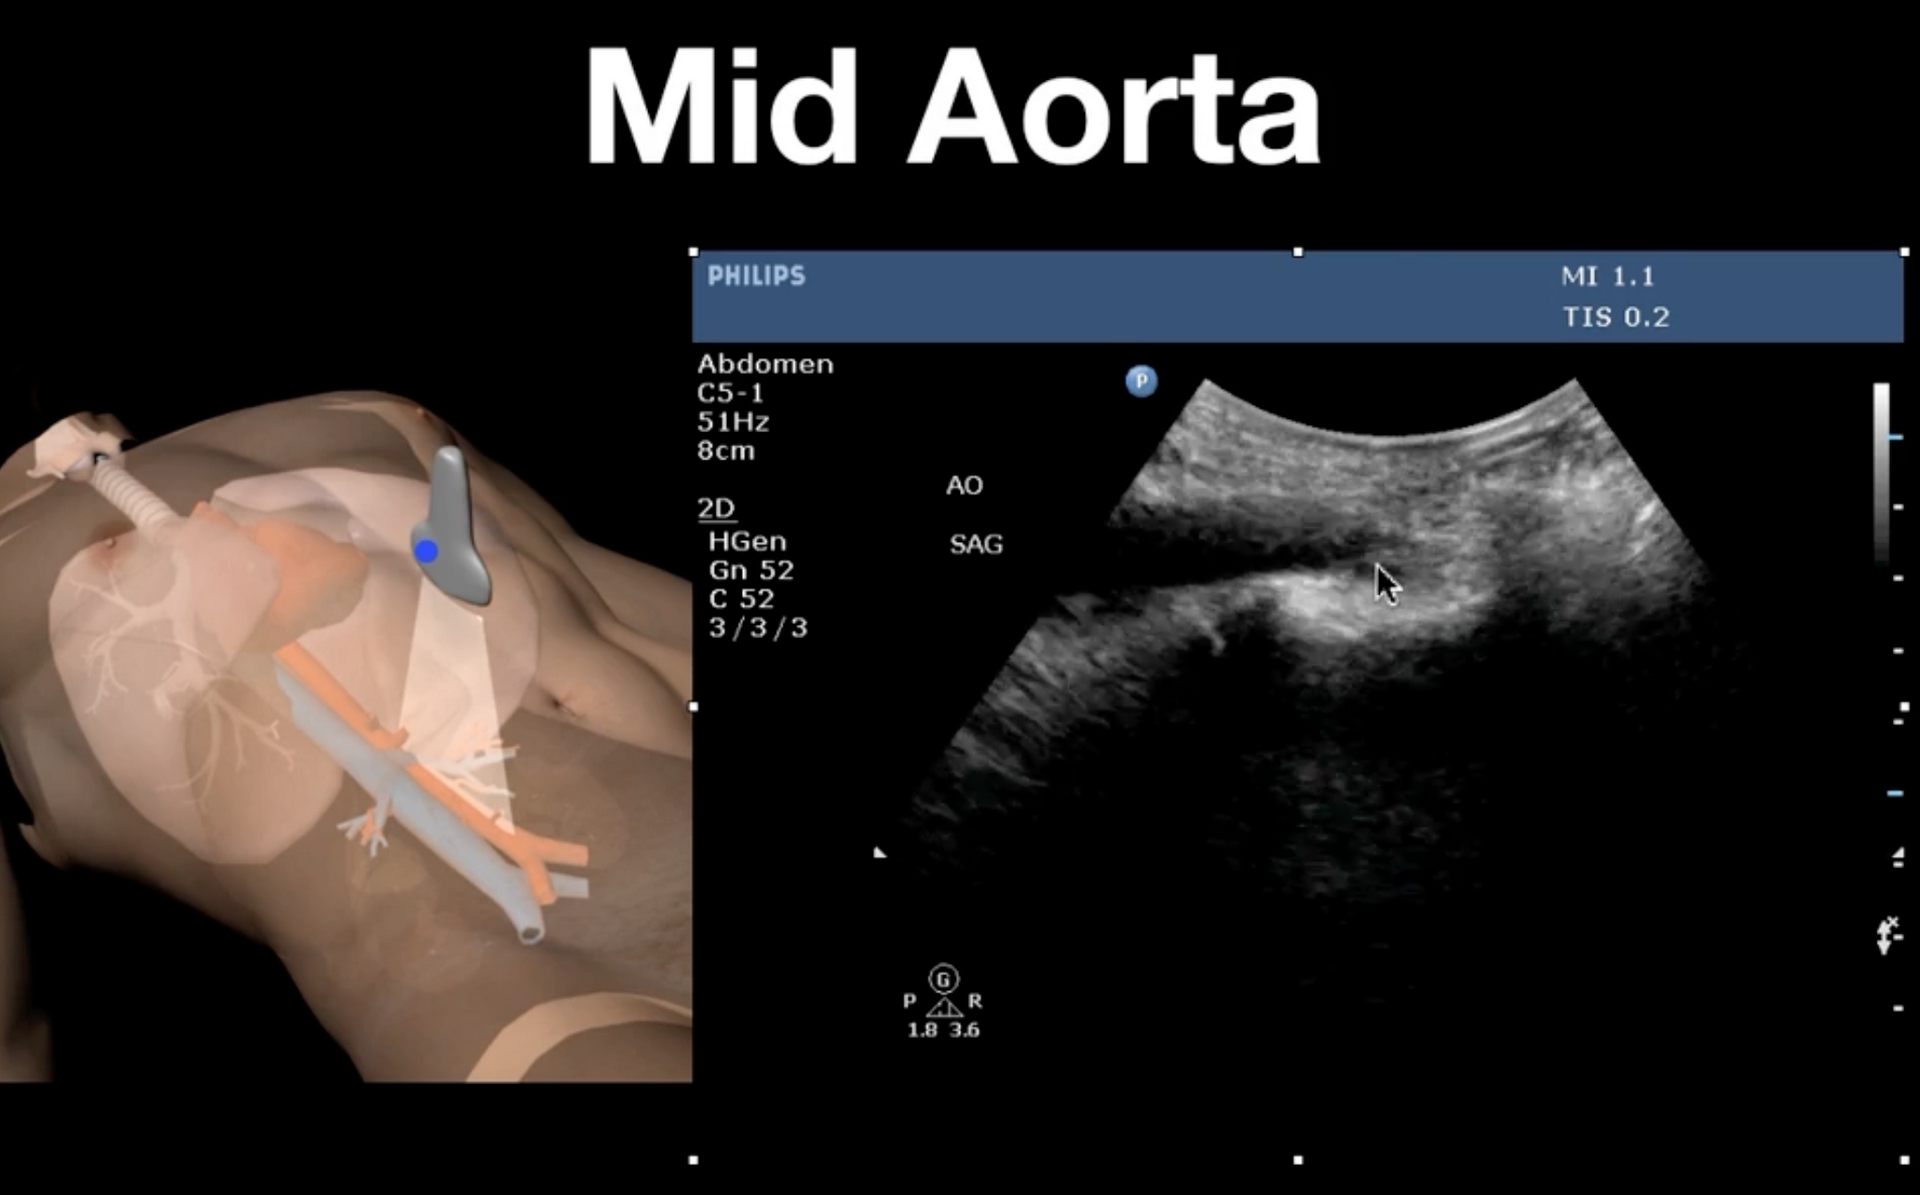 Mid Aorta
PHILIPS
MI 1.1
TIS 0.2
Abdomen
C5-1
51Hz
8cm
2D
HGen
Gn 52
C 52
3/3/3
P
AO
SAG
G
P R
1.8 3.6